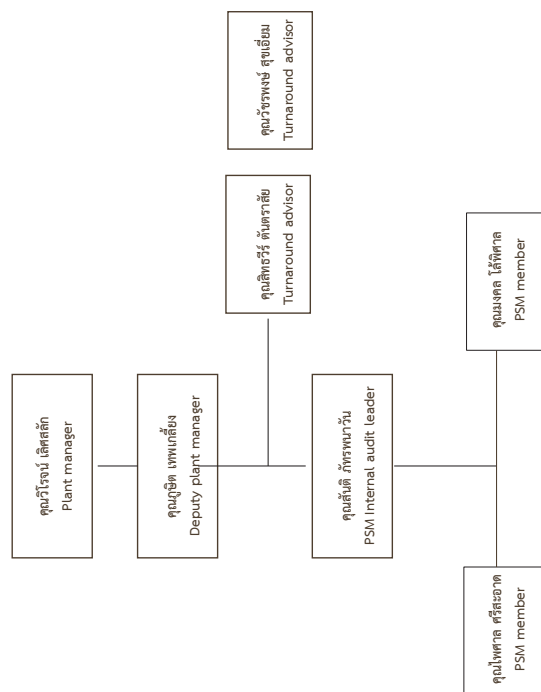 คุณวิโรจน์ เลิศสลัก
Plant manager
คุณภูษิต เทพเกลี้ยง
Deputy plant manager
คุณสิทธวีร์ ตันตราสัย
Turnaround advisor
คุณวัชรพงษ์ สุขเอี่ยม
Turnaround advisor
คุณสันติ ภัทรพนาวัน
PSM Internal audit leader
คุณไพศาล ศรีสะอาด
PSM member
คุณมงคล ไล้พิศาล
PSM member